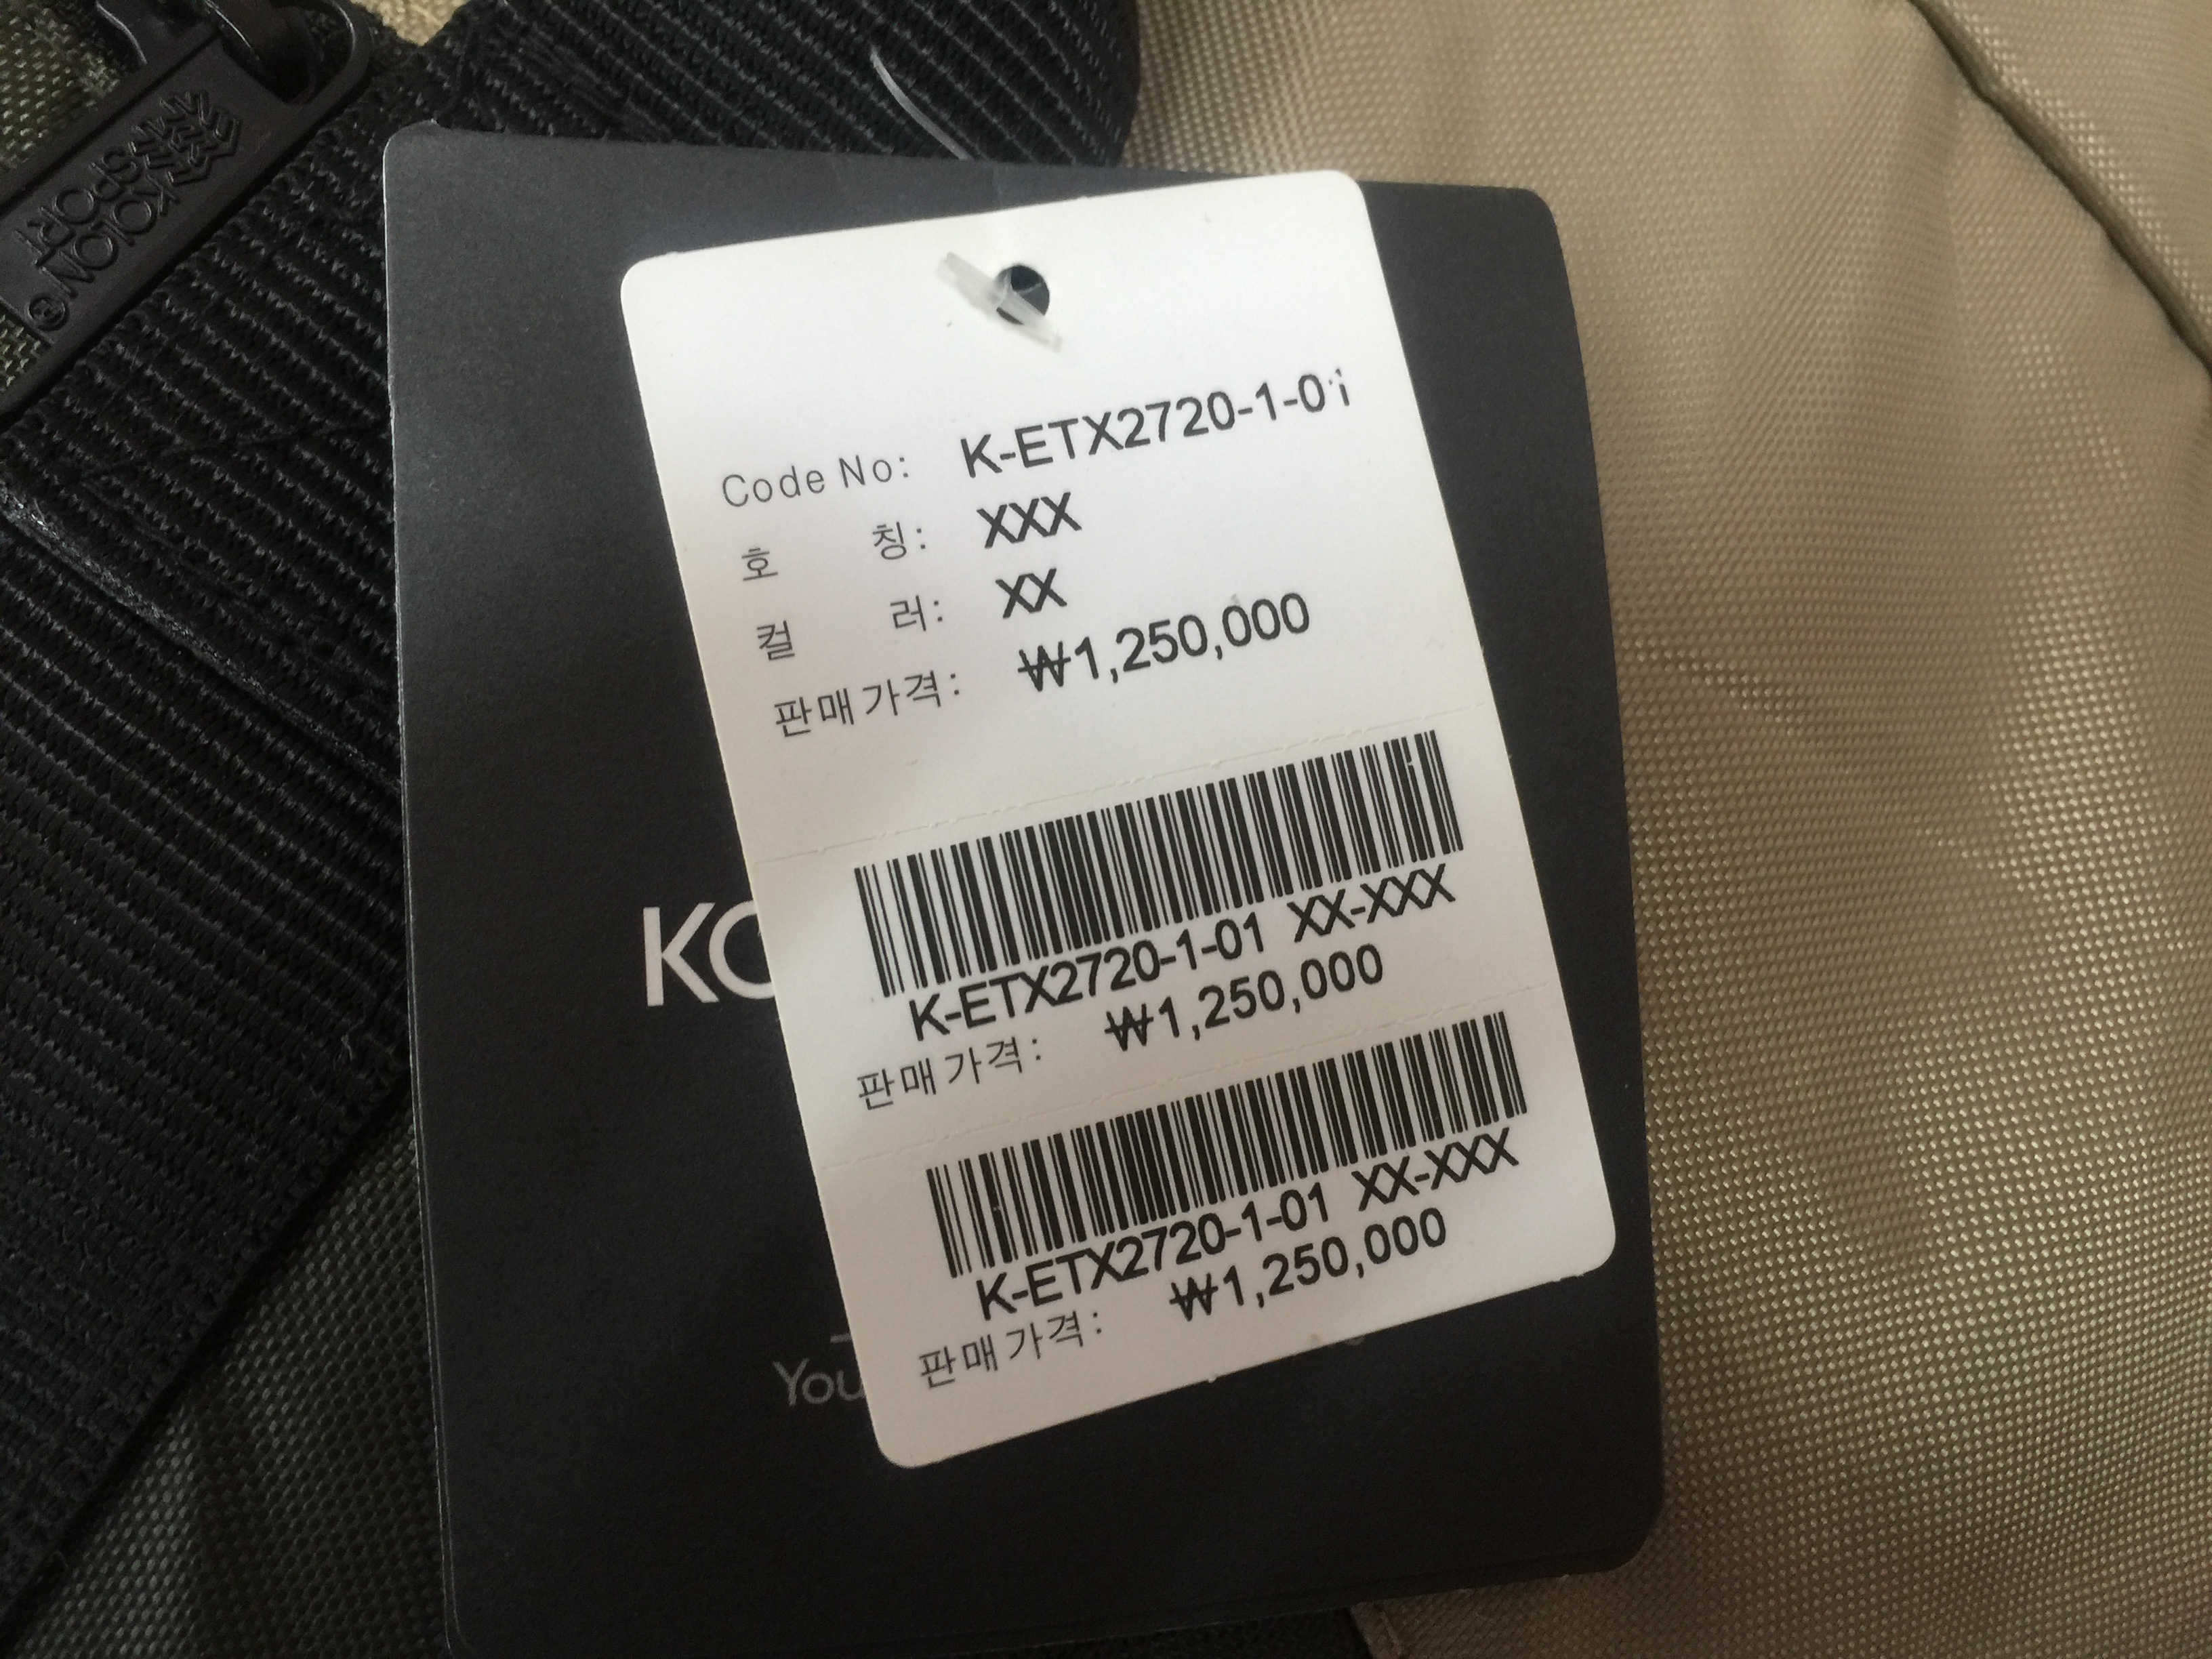 KOLON
SPORT
Code No: K-ETX2720-1-01
호 칭: XXX
컬 러: XX
판매가격: ₩1,250,000
K-ETX2720-1-01 XX-XXX
판매가격: ₩1,250,000
K-ETX2720-1-01 XX-XXX
판매가격: ₩1,250,000